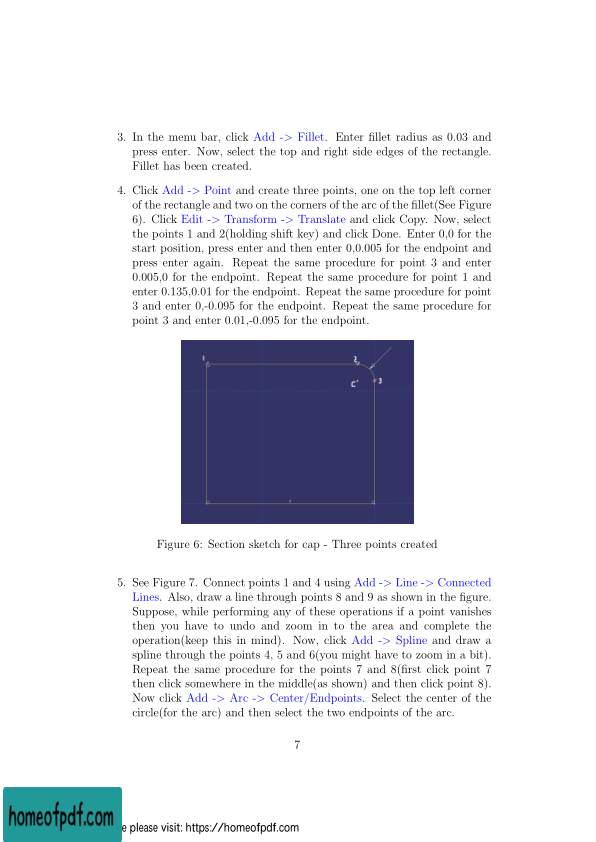 3. In the menu bar, click Add -> Fillet. Enter fillet radius as 0.03 and
press enter. Now, select the top and right side edges of the rectangle.
Fillet has been created.
4. Click Add -> Point and create three points, one on the top left corner
of the rectangle and two on the corners of the arc of the fillet(See Figure
6). Click Edit -> Transform -> Translate and click Copy. Now, select
the points 1 and 2(holding shift key) and click Done. Enter 0,0 for the
start position, press enter and then enter 0,0.005 for the endpoint and
press enter again. Repeat the same procedure for point 3 and enter
0.005,0 for the endpoint. Repeat the same procedure for point 1 and
enter 0.135,0.01 for the endpoint. Repeat the same procedure for point
3 and enter 0,-0.095 for the endpoint. Repeat the same procedure for
point 3 and enter 0.01,-0.095 for the endpoint.
1
2
3
C
Figure 6: Section sketch for cap - Three points created
5. See Figure 7. Connect points 1 and 4 using Add -> Line -> Connected
Lines. Also, draw a line through points 8 and 9 as shown in the figure.
Suppose, while performing any of these operations if a point vanishes
then you have to undo and zoom in to the area and complete the
operation(keep this in mind). Now, click Add -> Spline and draw a
spline through the points 4, 5 and 6(you might have to zoom in a bit).
Repeat the same procedure for the points 7 and 8(first click point 7
then click somewhere in the middle(as shown) and then click point 8).
Now click Add -> Arc -> Center/Endpoints. Select the center of the
circle(for the arc) and then select the two endpoints of the arc.
7
homeofpdf.com
e please visit: https://homeofpdf.com